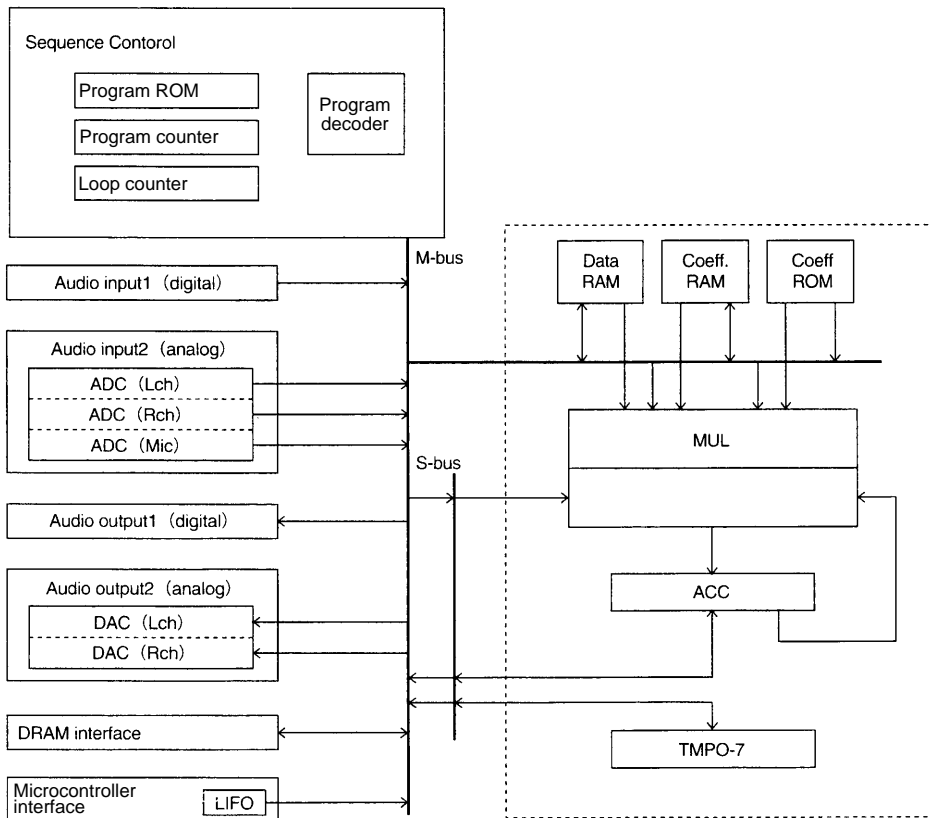 Sequence Contorol
Program ROM
Program counter
Loop counter
Program
decoder
M-bus
Audio input1 (digital)
Audio input2 (analog)
ADC (Lch)
ADC (Rch)
ADC (Mic)
S-bus
Audio output1 (digital)
Audio output2 (analog)
DAC (Lch)
DAC (Rch)
DRAM interface
Microcontroller
interface
LIFO
Data
RAM
Coeff.
RAM
Coeff
ROM
MUL
ACC
TMPO-7